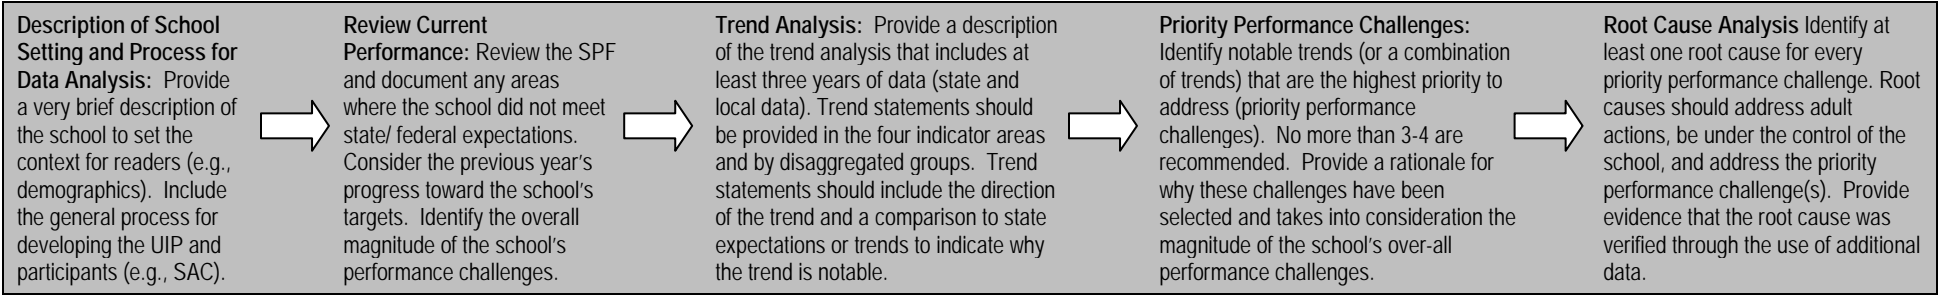 Description of School
Setting and Process for
Data Analysis: Provide
a very brief description of
the school to set the
context for readers (e.g.,
demographics). Include
the general process for
developing the UIP and
participants (e.g., SAC).
Review Current
Performance: Review the SPF
and document any areas
where the school did not meet
state/ federal expectations.
Consider the previous year's
progress toward the school's
targets. Identify the overall
magnitude of the school's
performance challenges.
Trend Analysis: Provide a description
of the trend analysis that includes at
least three years of data (state and
local data). Trend statements should
be provided in the four indicator areas
and by disaggregated groups. Trend
statements should include the direction
of the trend and a comparison to state
expectations or trends to indicate why
the trend is notable.
Priority Performance Challenges:
Identify notable trends (or a combination
of trends) that are the highest priority to
address (priority performance
challenges). No more than 3-4 are
recommended. Provide a rationale for
why these challenges have been
selected and takes into consideration the
magnitude of the school's over-all
performance challenges.
Root Cause Analysis Identify at
least one root cause for every
priority performance challenge. Root
causes should address adult
actions, be under the control of the
school, and address the priority
performance challenge(s). Provide
evidence that the root cause was
verified through the use of additional
data.